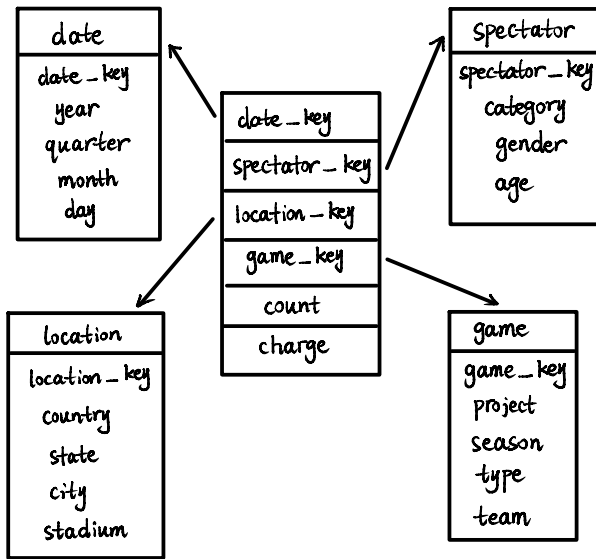 date
date_key
year
quarter
month
day
spectator
spectator_key
category
gender
age
date_key
spectator_key
location_key
game_key
count
charge
location
location_key
country
state
city
stadium
game
game_key
project
season
type
team